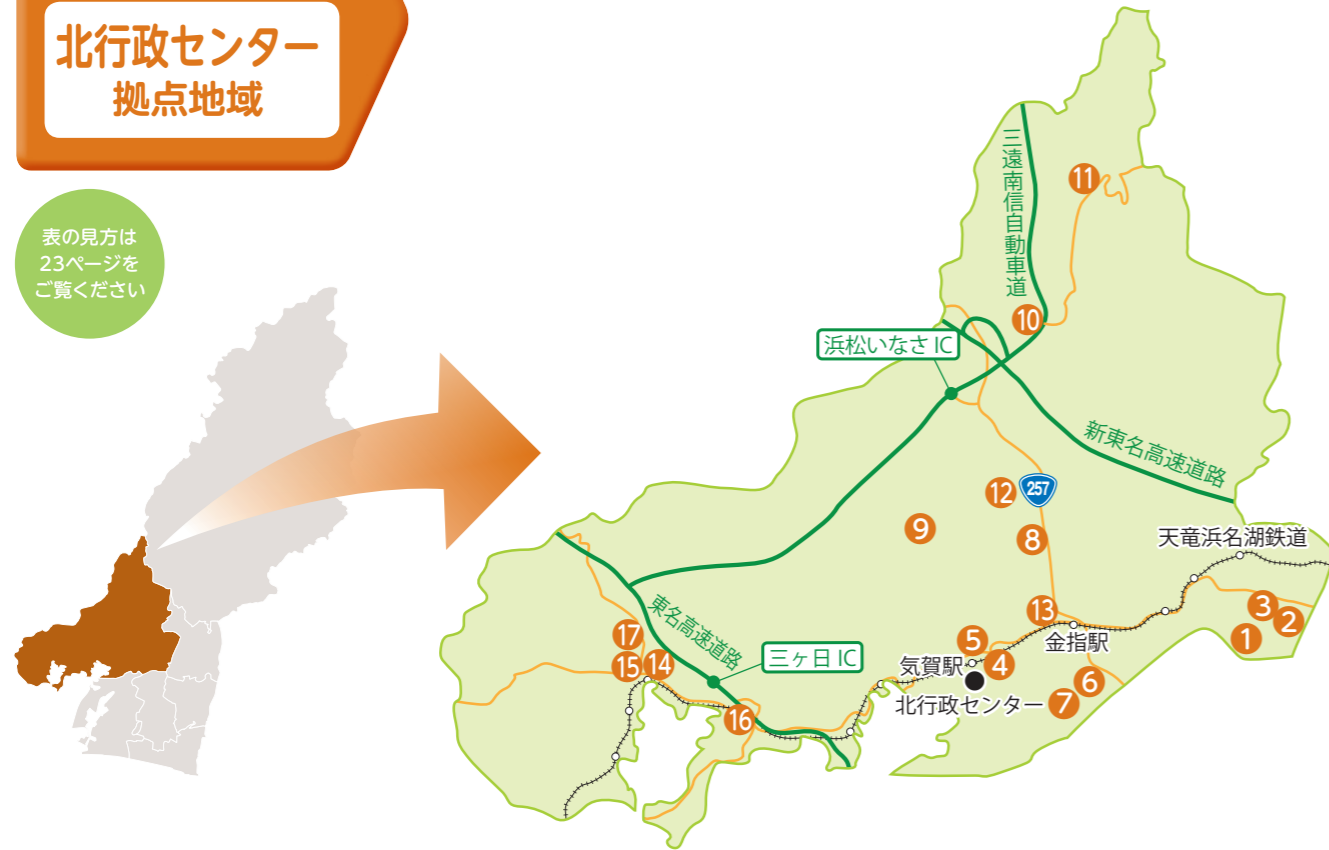 北行政センター
拠点地域
表の見方は
23ページを
ご覧ください
三遠南信自動車道
11
10
浜松いなさ IC
新東名高速道路
12
257
9
8
天竜浜名湖鉄道
13
金指駅
3
2
1
東名高速道路
17
15
14
三ヶ日 IC
16
5
気賀駅
4
北行政センター
6
7